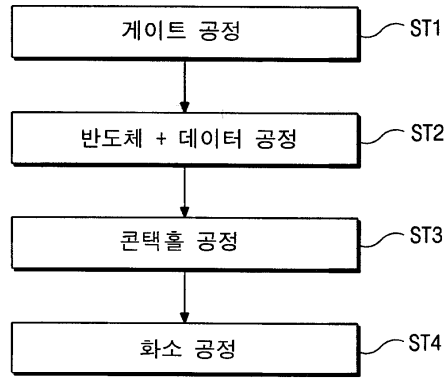 게이트 공정
ST1
반도체 + 데이터 공정
ST2
콘택홀 공정
ST3
화소 공정
ST4